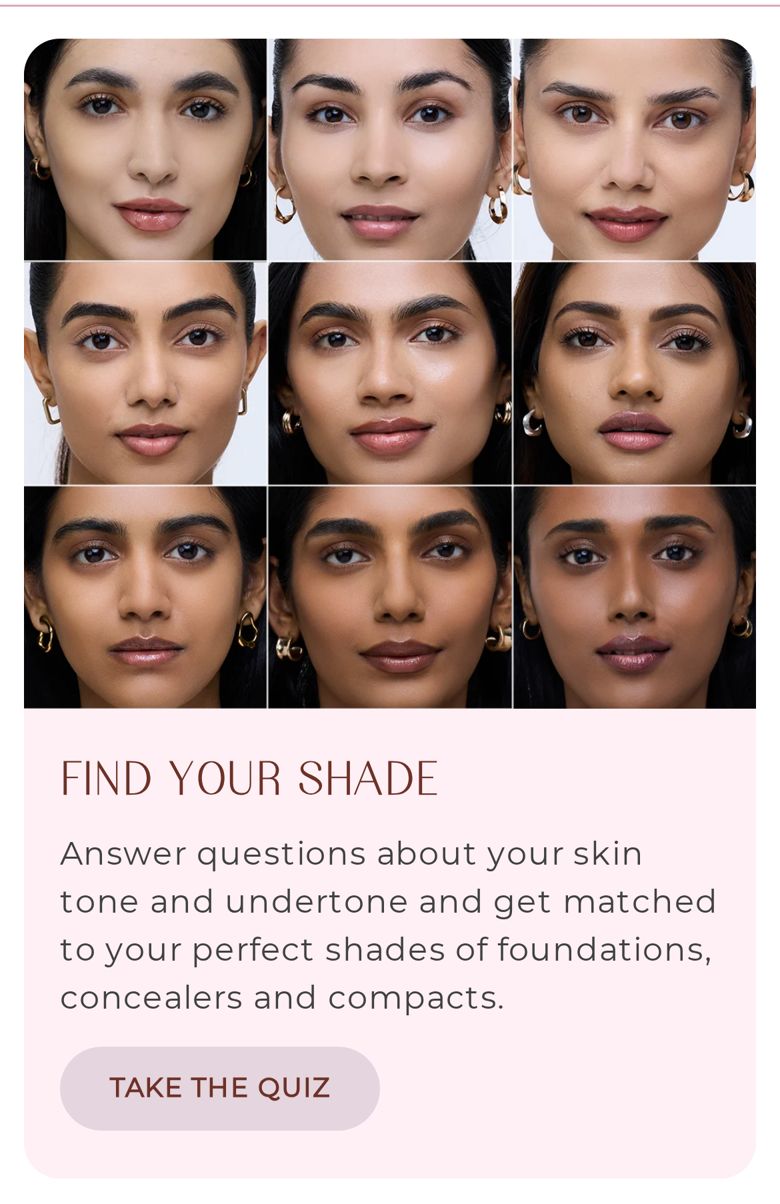 FIND YOUR SHADE
Answer questions about your skin
tone and undertone and get matched
to your perfect shades of foundations,
concealers and compacts.
TAKE THE QUIZ